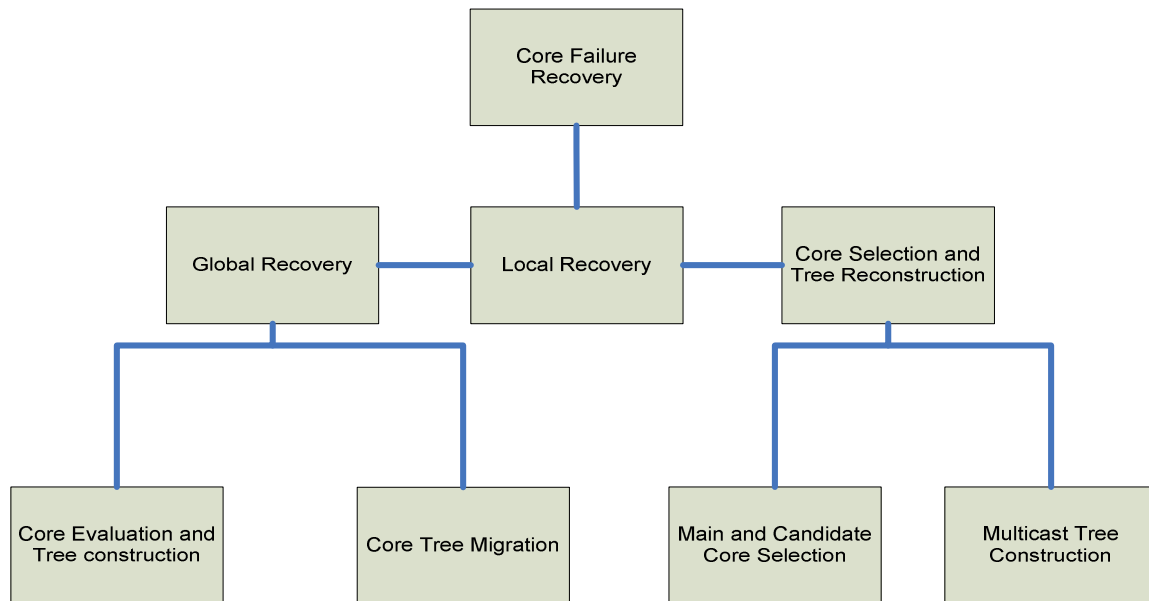 Core Failure
Recovery
Global Recovery
Local Recovery
Core Selection and
Tree Reconstruction
Core Evaluation and
Tree construction
Core Tree Migration
Main and Candidate
Core Selection
Multicast Tree
Construction